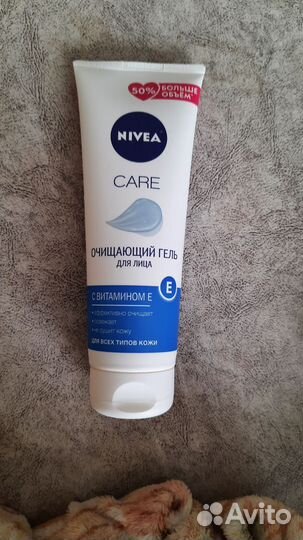 50% БОЛЬШЕ
ОБЪЕМ*
NIVEA
CARE
ОЧИЩАЮЩИЙ ГЕЛЬ
ДЛЯ ЛИЦА
С ВИТАМИНОМ Е
E
• эффективно очищает
• освежает
• не сушит кожу
ДЛЯ ВСЕХ ТИПОВ КОЖИ
Avito